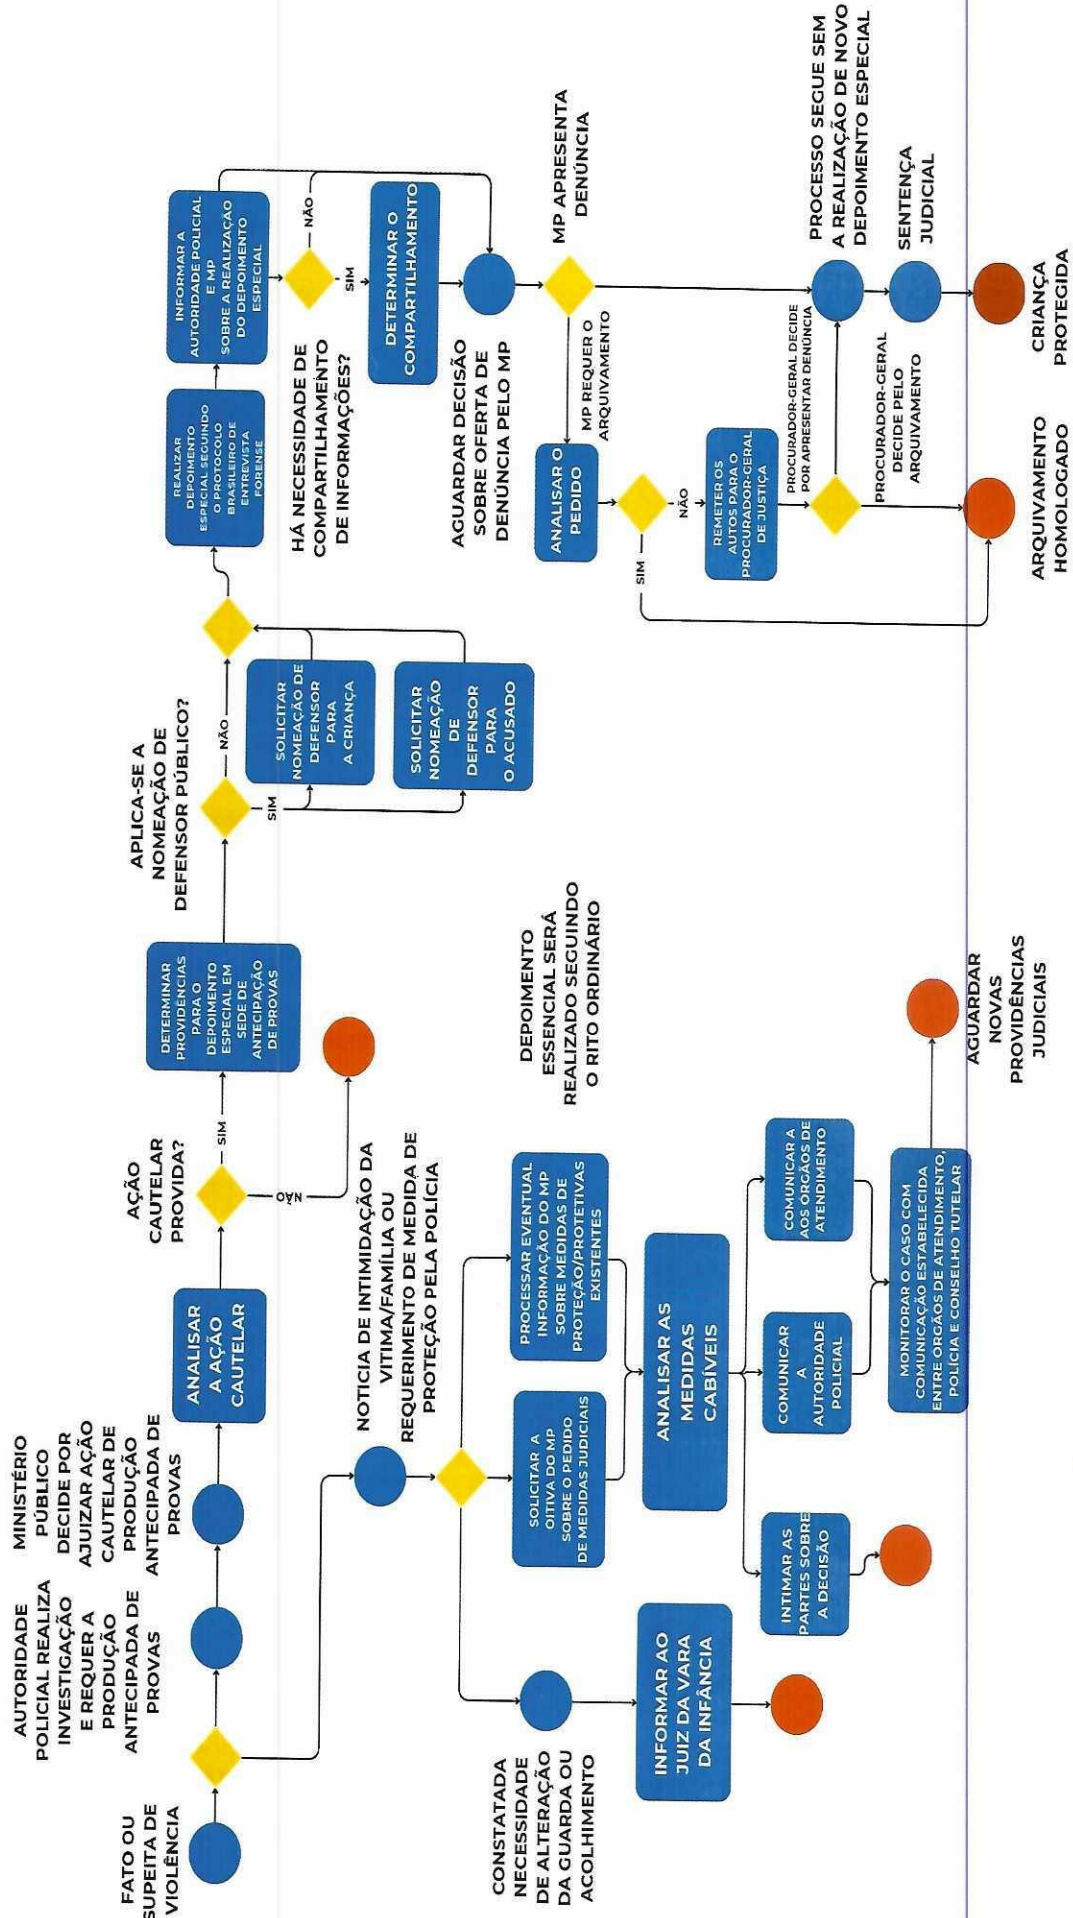 FATO OU
SUPEITA DE
VIOLÊNCIA
AUTORIDADE
POLICIAL REALIZA
INVESTIGAÇÃO
E REQUER A
PRODUÇÃO
ANTECIPADA DE
PROVAS
MINISTÉRIO
PÚBLICO
DECIDE POR
AJUIZAR AÇÃO
CAUTELAR DE
PRODUÇÃO
ANTECIPADA DE
PROVAS
ANALISAR
A AÇÃO
CAUTELAR
AÇÃO
CAUTELAR
PROVIDA?
SIM
NÃO
DETERMINAR
PROVIDÊNCIAS
PARA O
DEPOIMENTO
ESPECIAL EM
SEDE DE
ANTECIPAÇÃO
DE PROVAS
APLICA-SE A
NOMEAÇÃO DE
DEFENSOR PÚBLICO?
NÃO
SIM
SOLICITAR
NOMEAÇÃO DE
DEFENSOR
PARA
A CRIANÇA
SOLICITAR
NOMEAÇÃO
DE
DEFENSOR
PARA
O ACUSADO
REALIZAR
DEPOIMENTO
ESPECIAL SEGUINDO
O PROTOCOLO
BRASILEIRO DE
ENTREVISTA
FORENSE
INFORMAR A
AUTORIDADE POLICIAL
E MP
SOBRE A REALIZAÇÃO
DO DEPOIMENTO
ESPECIAL
HÁ NECESSIDADE DE
COMPARTILHAMENTO
DE INFORMAÇÕES?
NÃO
SIM
DETERMINAR O
COMPARTILHAMENTO
AGUARDAR DECISÃO
SOBRE OFERTA DE
DENÚNCIA PELO MP
MP APRESENTA
DENÚNCIA
MP REQUER O
ARQUIVAMENTO
ANALISAR O
PEDIDO
SIM
NÃO
REMETER OS
AUTOS PARA O
PROCURADOR-GERAL
DE JUSTIÇA
PROCURADOR-GERAL DECIDE
POR APRESENTAR DENÚNCIA
PROCURADOR-GERAL
DECIDE PELO
ARQUIVAMENTO
PROCESSO SEGUE SEM
A REALIZAÇÃO DE NOVO
DEPOIMENTO ESPECIAL
SENTENÇA
JUDICIAL
CRIANÇA
PROTEGIDA
ARQUIVAMENTO
HOMOLOGADO
NOTICIA DE INTIMIDAÇÃO DA
VITIMA/FAMÍLIA OU
REQUERIMENTO DE MEDIDA DE
PROTEÇÃO PELA POLÍCIA
DEPOIMENTO
ESSENCIAL SERÁ
REALIZADO SEGUINDO
O RITO ORDINÁRIO
CONSTATADA
NECESSIDADE
DE ALTERAÇÃO
DA GUARDA OU
ACOLHIMENTO
INFORMAR AO
JUIZ DA VARA
DA INFÂNCIA
SOLICITAR A
OITIVA DO MP
SOBRE O PEDIDO
DE MEDIDAS JUDICIAIS
PROCESSAR EVENTUAL
INFORMAÇÃO DO MP
SOBRE MEDIDAS DE
PROTEÇÃO/PROTETIVAS
EXISTENTES
ANALISAR AS
MEDIDAS
CABÍVEIS
INTIMAR AS
PARTES SOBRE
A DECISÃO
COMUNICAR
A
AUTORIDADE
POLICIAL
COMUNICAR A
AOS ÓRGÃOS DE
ATENDIMENTO
MONITORAR O CASO COM
COMUNICAÇÃO ESTABELECIDA
ENTRE ORGÃOS DE ATENDIMENTO,
POLÍCIA E CONSELHO TUTELAR
AGUARDAR
NOVAS
PROVIDÊNCIAS
JUDICIAIS